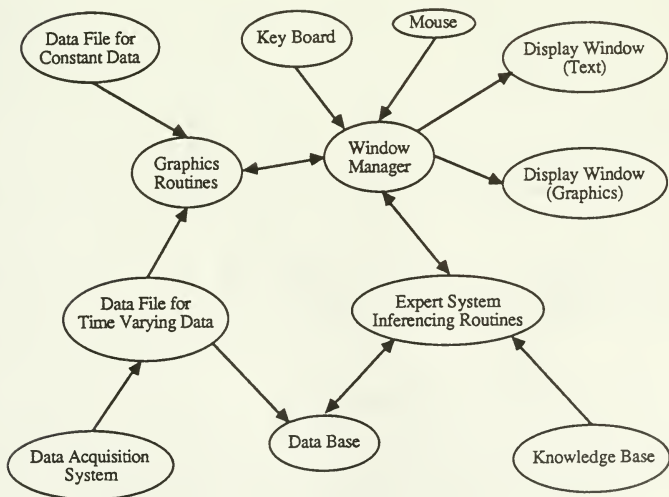 Data File for
Constant Data
Key Board
Mouse
Display Window
(Text)
Graphics
Routines
Window
Manager
Display Window
(Graphics)
Data File for
Time Varying Data
Expert System
Inferencing Routines
Data Acquisition
System
Data Base
Knowledge Base